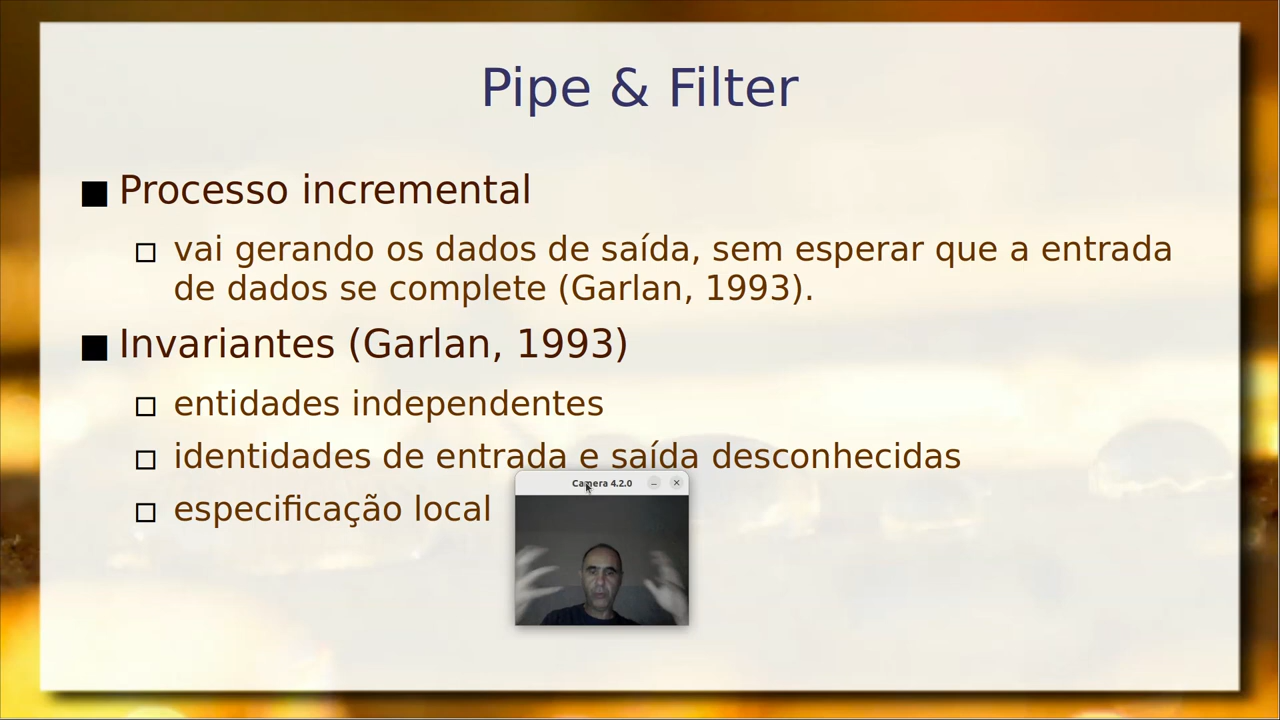 Pipe & Filter
Processo incremental
vai gerando os dados de saída, sem esperar que a entrada
de dados se complete (Garlan, 1993).
Invariantes (Garlan, 1993)
entidades independentes
identidades de entrada e saída desconhecidas
especificação local
Camera 4.2.0